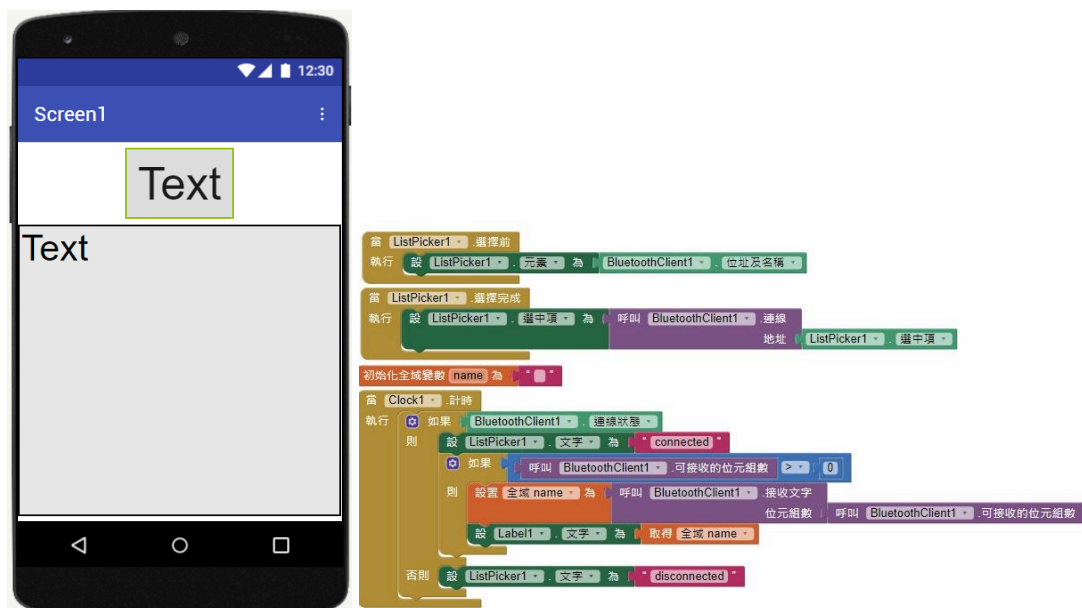 12:30
Screen1
Text
Text
當 ListPicker1 .選擇前
執行 設 ListPicker1 . 元素 為 BluetoothClient1 . 位址及名稱
當 ListPicker1 .選擇完成
執行 設 ListPicker1 . 選中項 為 呼叫 BluetoothClient1 .連線
地址 ListPicker1 . 選中項
初始化全域變數 name 為 " "
當 Clock1 .計時
執行 如果 BluetoothClient1 . 連線狀態
則 設 ListPicker1 . 文字 為 " connected "
如果 呼叫 BluetoothClient1 .可接收的位元組數 > 0
則 設置 全域 name 為 呼叫 BluetoothClient1 .接收文字
位元組數 呼叫 BluetoothClient1 .可接收的位元組數
設 Label1 . 文字 為 取得 全域 name
否則 設 ListPicker1 . 文字 為 " disconnected "